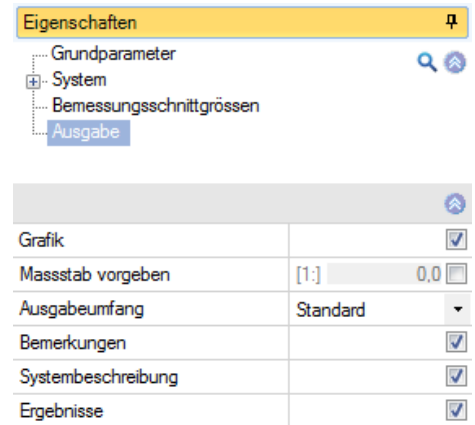 Eigenschaften
Grundparameter
System
Bemessungsschnittgrössen
Ausgabe
Grafik
Massstab vorgeben [1:] 0,0
Ausgabeumfang Standard
Bemerkungen
Systembeschreibung
Ergebnisse